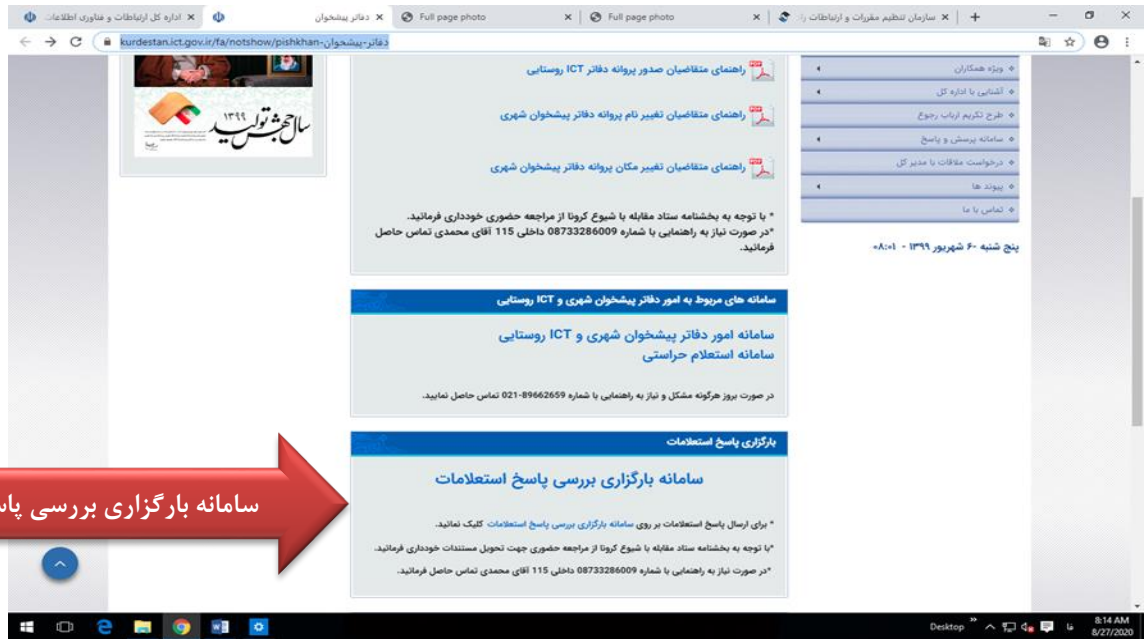 اداره کل ارتباطات و فناوری اطلاعات
دفاتر پیشخوان
Full page photo
Full page photo
سازمان تنظیم مقررات و ارتباطات
kurdestan.ict.gov.ir/fa/notshow/pishkhan-دفاتر-پیشخوان
ویژه همکاران
آشنایی با اداره کل
طرح تکریم ارباب رجوع
سامانه پرسش و پاسخ
درخواست ملاقات با مدیر کل
پیوند ها
تماس با ما
پنج شنبه -۶ شهریور ۱۳۹۹ - ۰۸:۰۱
راهنمای متقاضیان صدور پروانه دفاتر ICT روستایی
راهنمای متقاضیان تغییر نام پروانه دفاتر پیشخوان شهری
راهنمای متقاضیان تغییر مکان پروانه دفاتر پیشخوان شهری
* با توجه به بخشنامه ستاد مقابله با شیوع کرونا از مراجعه حضوری خودداری فرمائید.
*در صورت نیاز به راهنمایی با شماره 08733286009 داخلی 115 آقای محمدی تماس حاصل
فرمائید.
سال جهش تولید ۱۳۹۹
سامانه های مربوط به امور دفاتر پیشخوان شهری و ICT روستایی
سامانه امور دفاتر پیشخوان شهری و ICT روستایی
سامانه استعلام حراستی
در صورت بروز هرگونه مشکل و نیاز به راهنمایی با شماره 89662659-021 تماس حاصل نمایید.
بارگزاری پاسخ استعلامات
سامانه بارگزاری بررسی پاسخ استعلامات
* برای ارسال پاسخ استعلامات بر روی سامانه بارگزاری بررسی پاسخ استعلامات کلیک نمائید.
*با توجه به بخشنامه ستاد مقابله با شیوع کرونا از مراجعه حضوری جهت تحویل مستندات خودداری فرمائید.
*در صورت نیاز به راهنمایی با شماره 08733286009 داخلی 115 آقای محمدی تماس حاصل فرمائید.
سامانه بارگزاری بررسی پاس
Desktop
فا
8:14 AM
8/27/2020